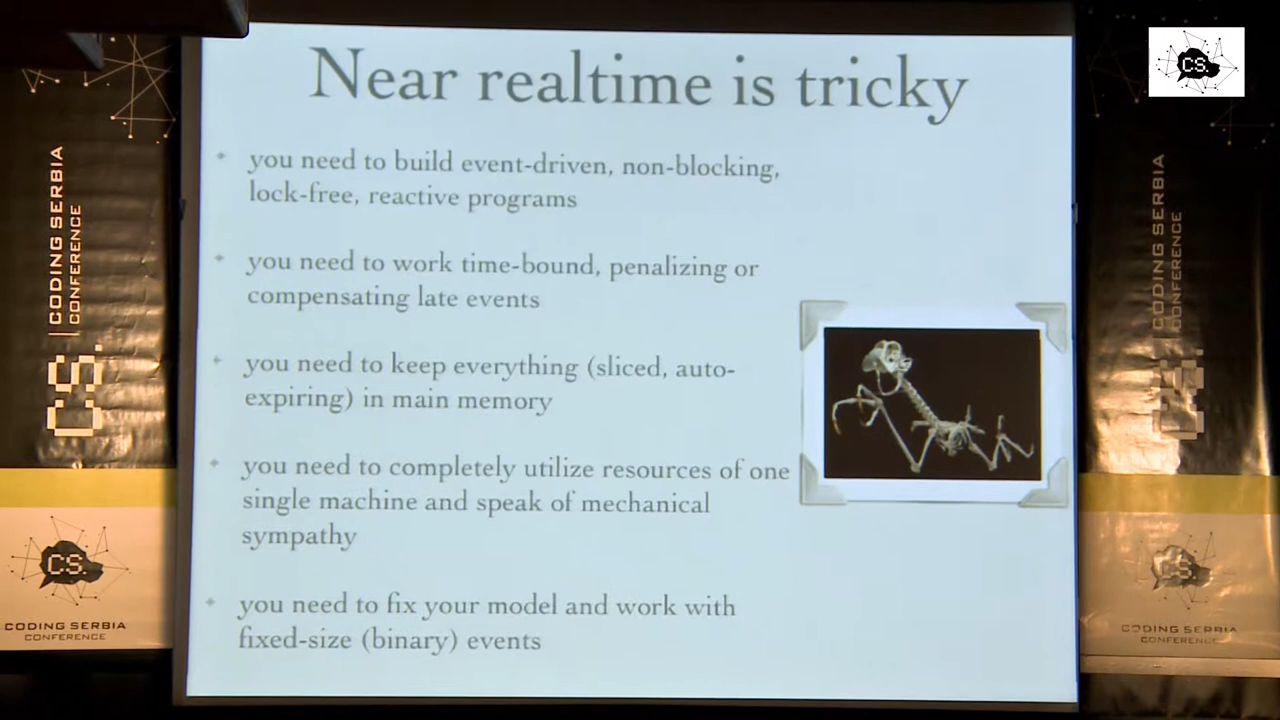 CS.
Near realtime is tricky
you need to build event-driven, non-blocking,
lock-free, reactive programs
you need to work time-bound, penalizing or
compensating late events
you need to keep everything (sliced, auto-
expiring) in main memory
you need to completely utilize resources of one
single machine and speak of mechanical
sympathy
you need to fix your model and work with
fixed-size (binary) events
CS.
CODING SERBIA
CONFERENCE
CS.
CODING SERBIA
CONFERENCE
CS.
CODING SERBIA
CONFERENCE
CS.
CODING SERBIA
CONFERENCE